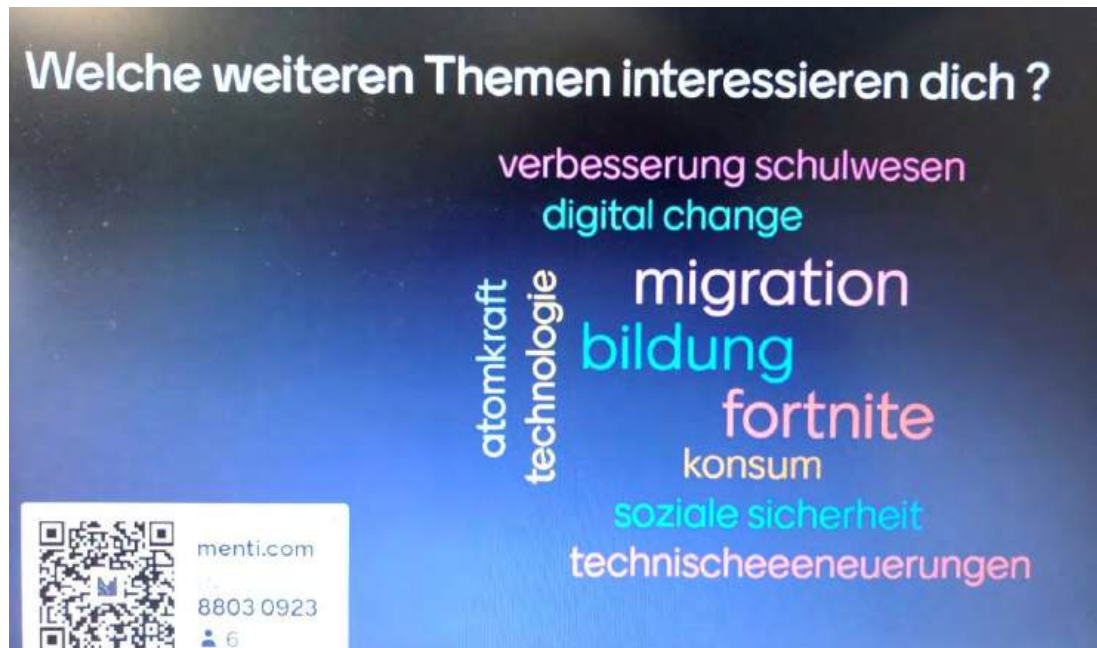 Welche weiteren Themen interessieren dich ?
verbesserung schulwesen
digital change
migration
atomkraft
technologie
bildung
fortnite
konsum
soziale sicherheit
technischeeeneuerungen
menti.com
8803 0923
6